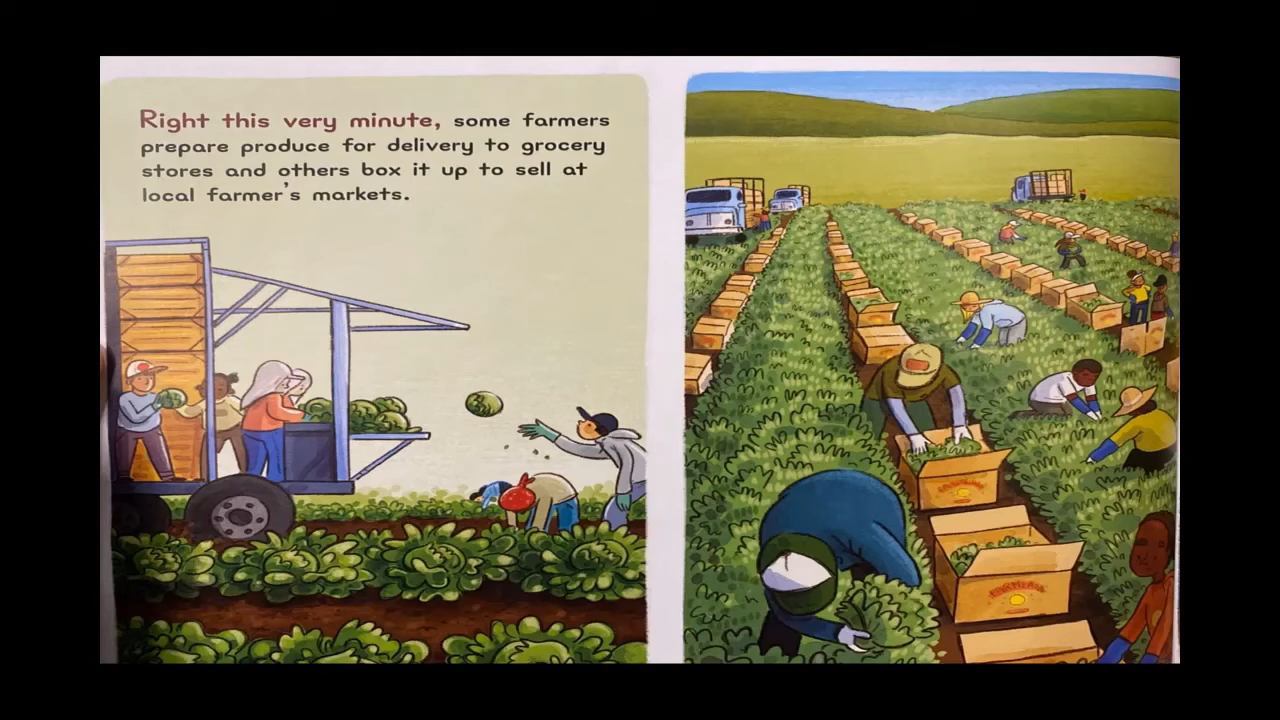 Right this very minute, some farmers
prepare produce for delivery to grocery
stores and others box it up to sell at
local farmer's markets.